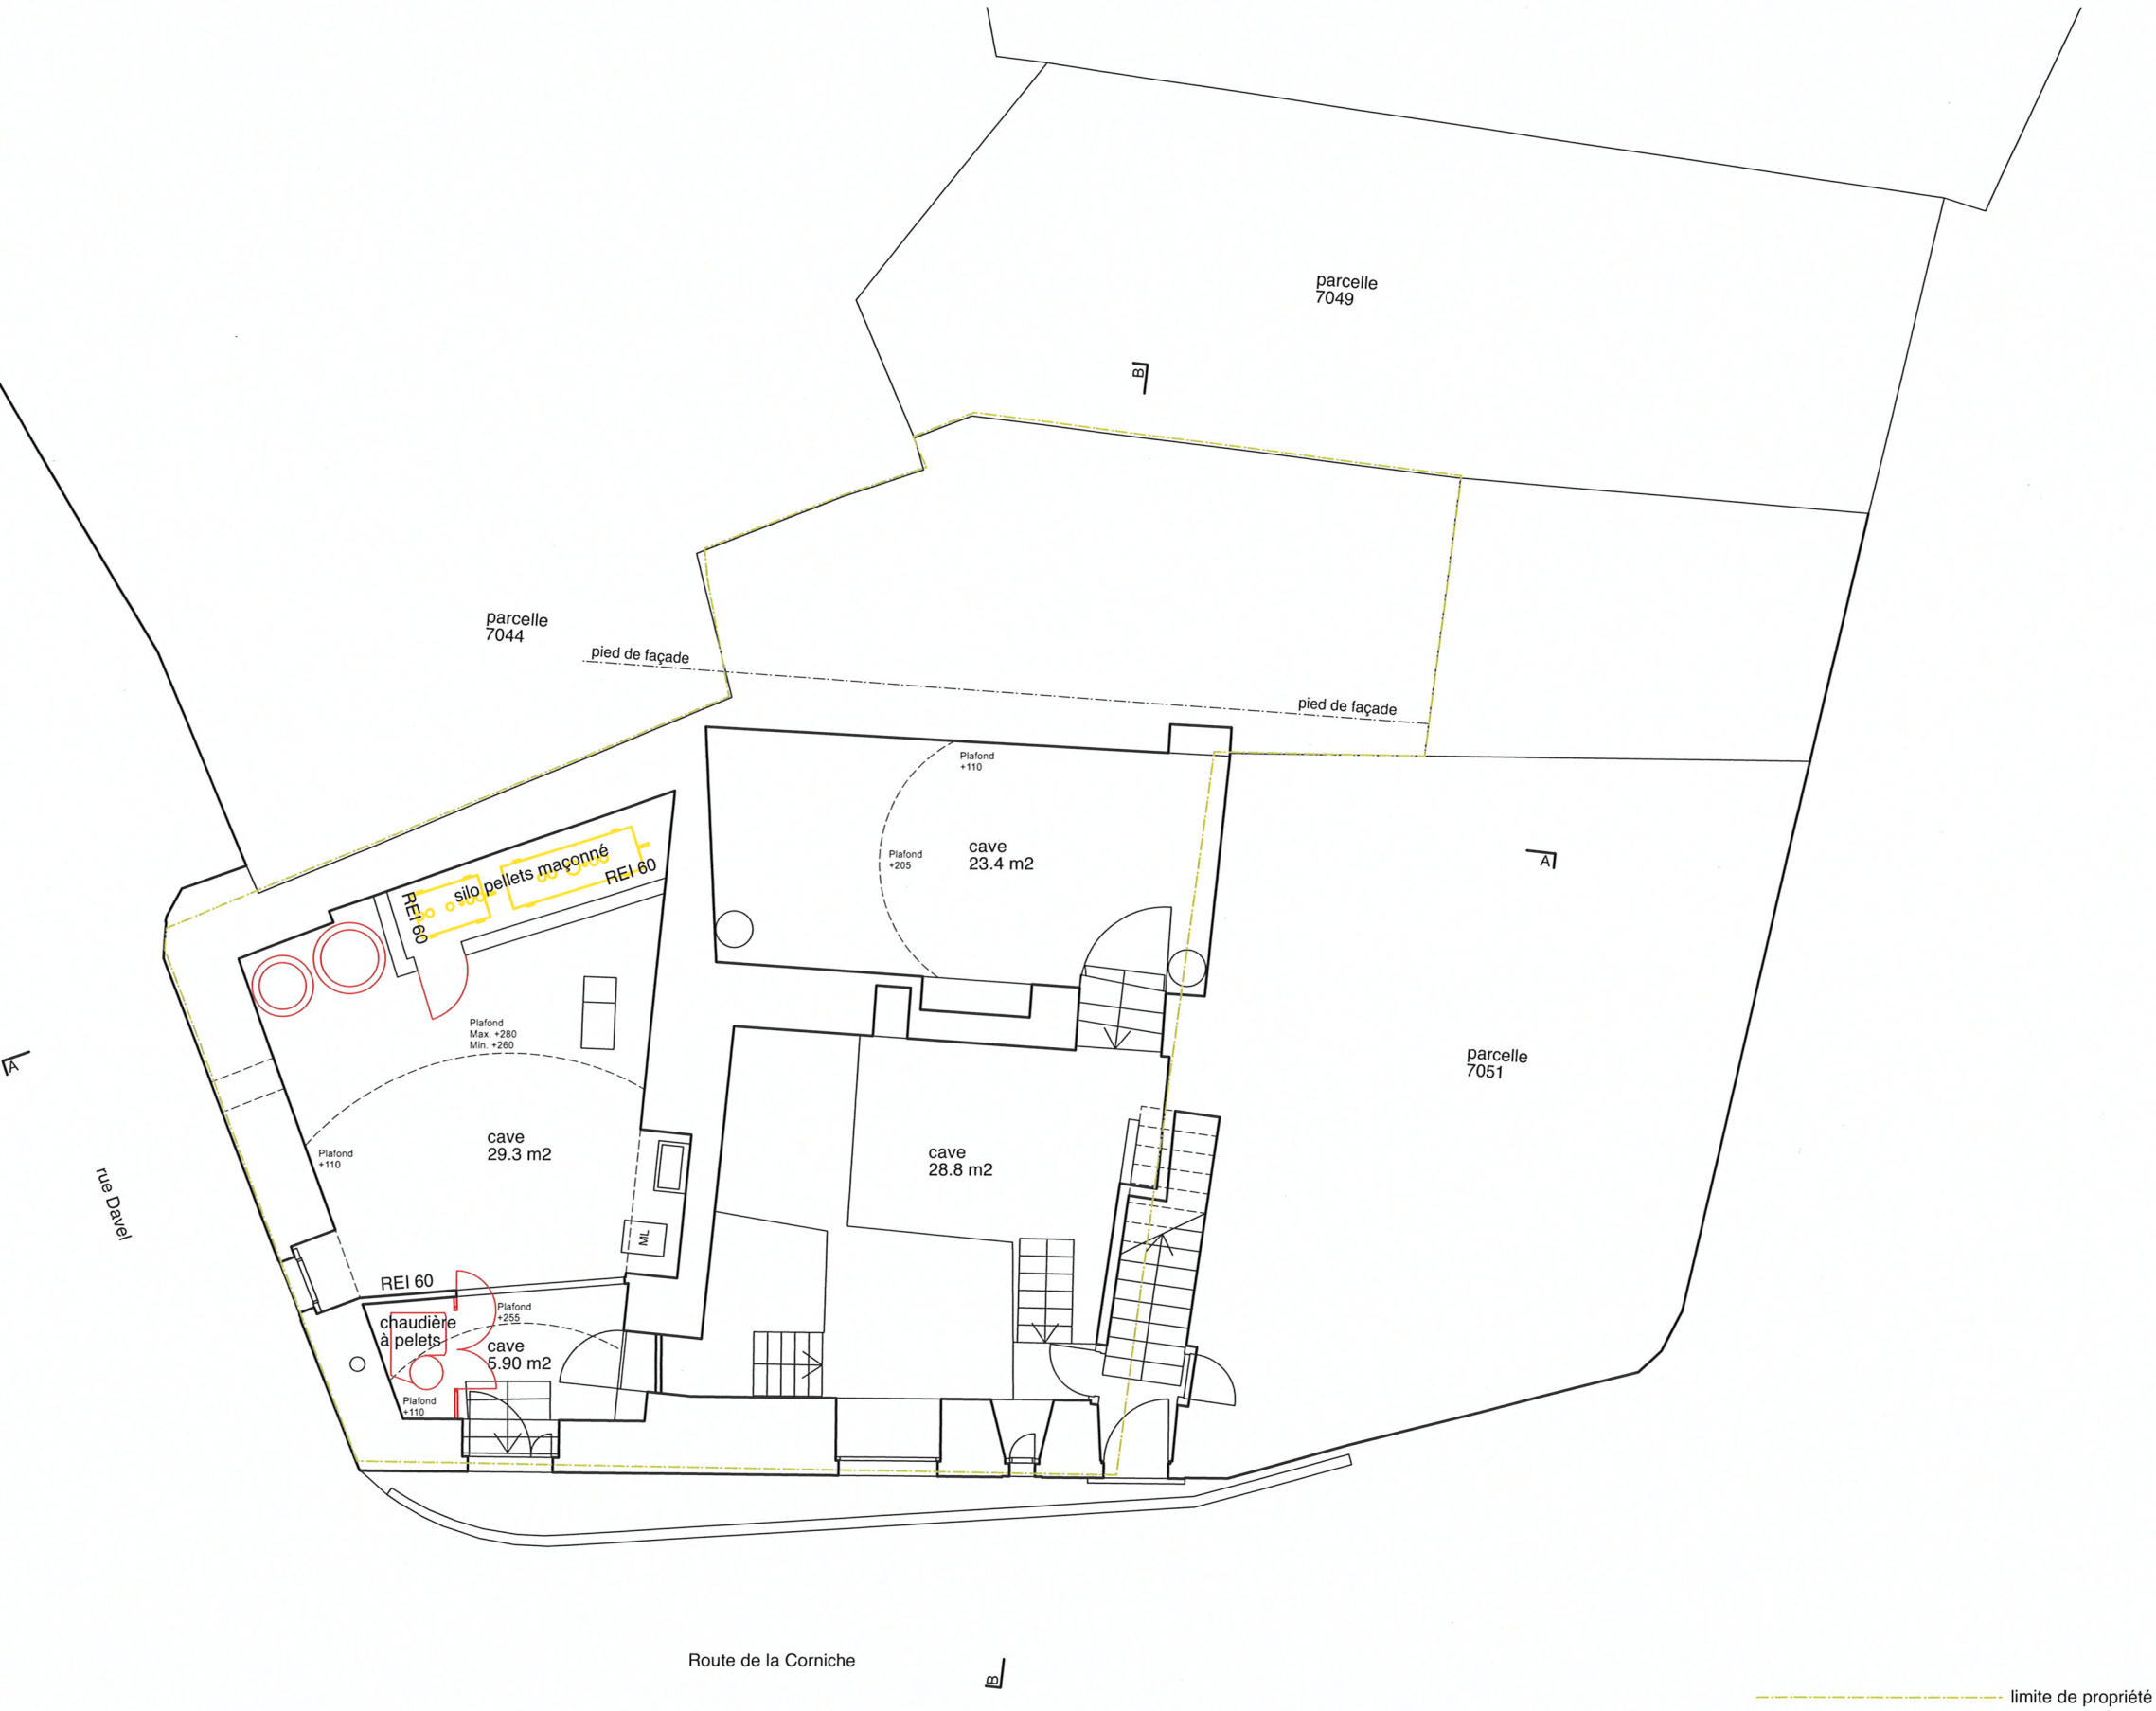 parcelle
7049
B
parcelle
7044
pied de façade
pied de façade
Plafond
+110
Plafond
+205
cave
23.4 m2
A
silo pellets maçonné
REI 60
REI 60
Plafond
Max. +280
Min. +260
A
parcelle
7051
cave
29.3 m2
Plafond
+110
cave
28.8 m2
rue Davel
ML
REI 60
Plafond
+255
chaudière
à pelets
cave
5.90 m2
Plafond
+110
Route de la Corniche
B
limite de propriété